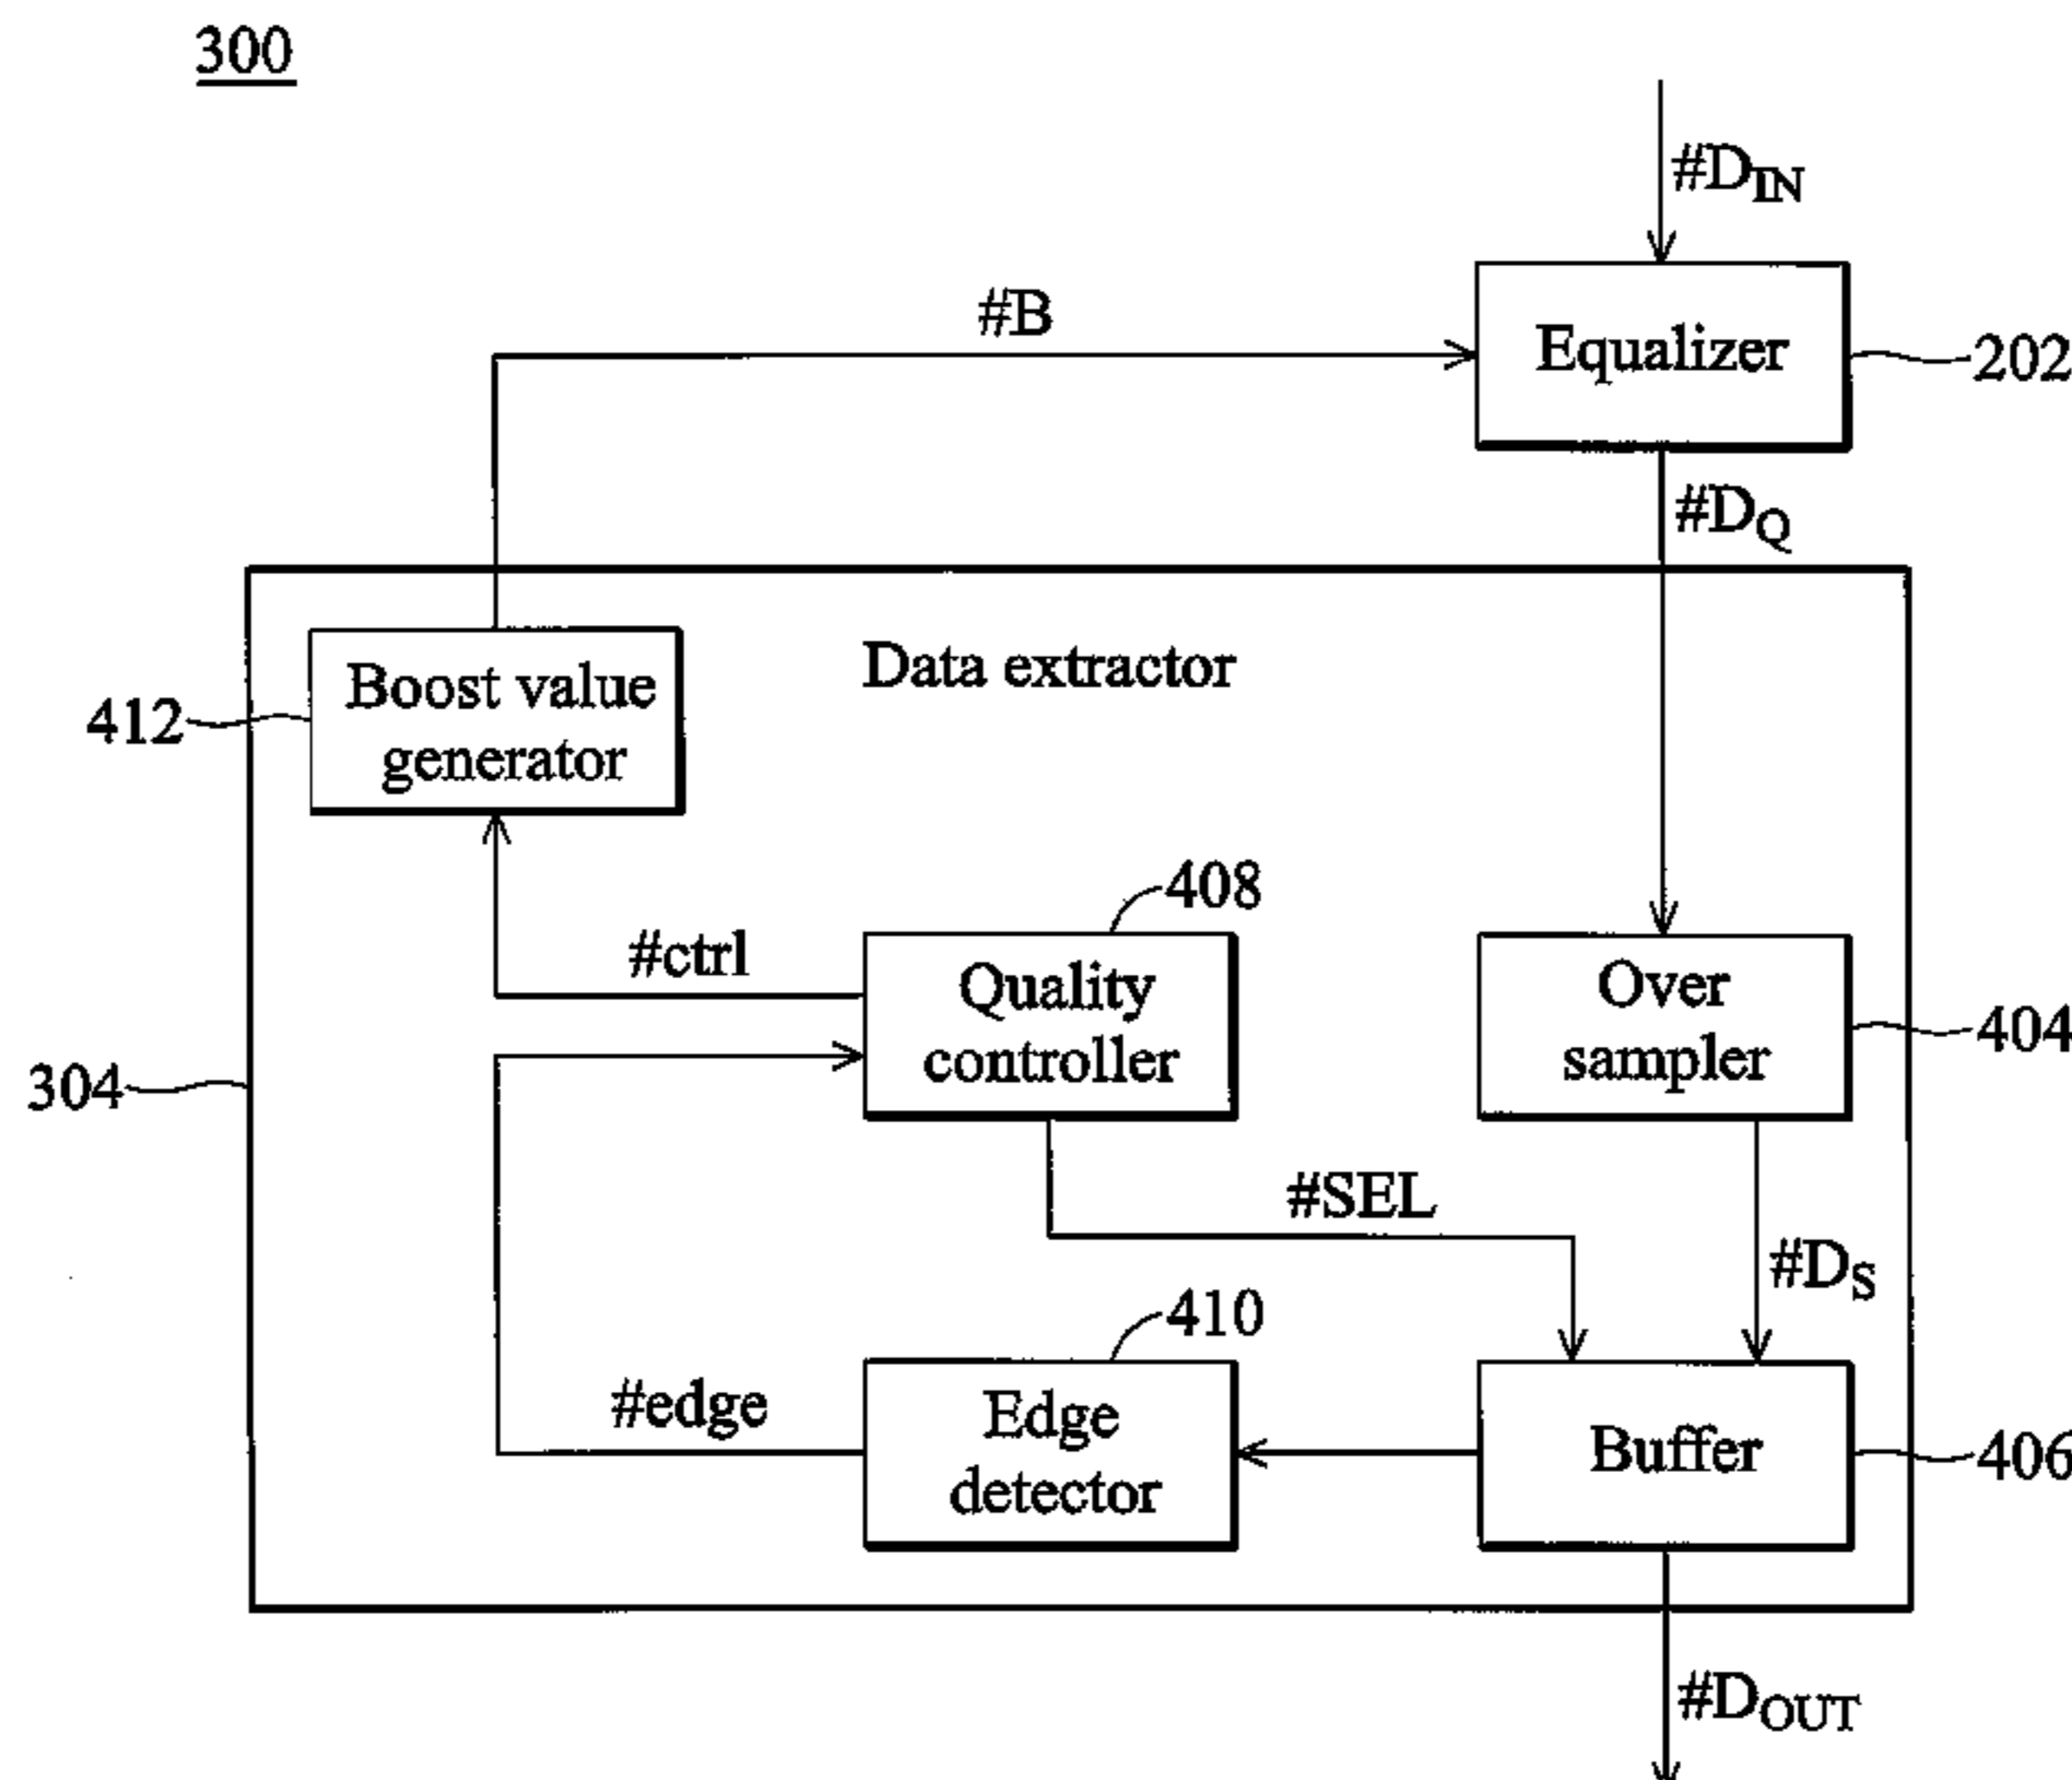 300
#DIN
#B
Equalizer
202
#DQ
Data extractor
Boost value
generator
412
408
#ctrl
Quality
controller
Over
sampler
404
304
#SEL
#DS
410
#edge
Edge
detector
Buffer
406
#DOUT